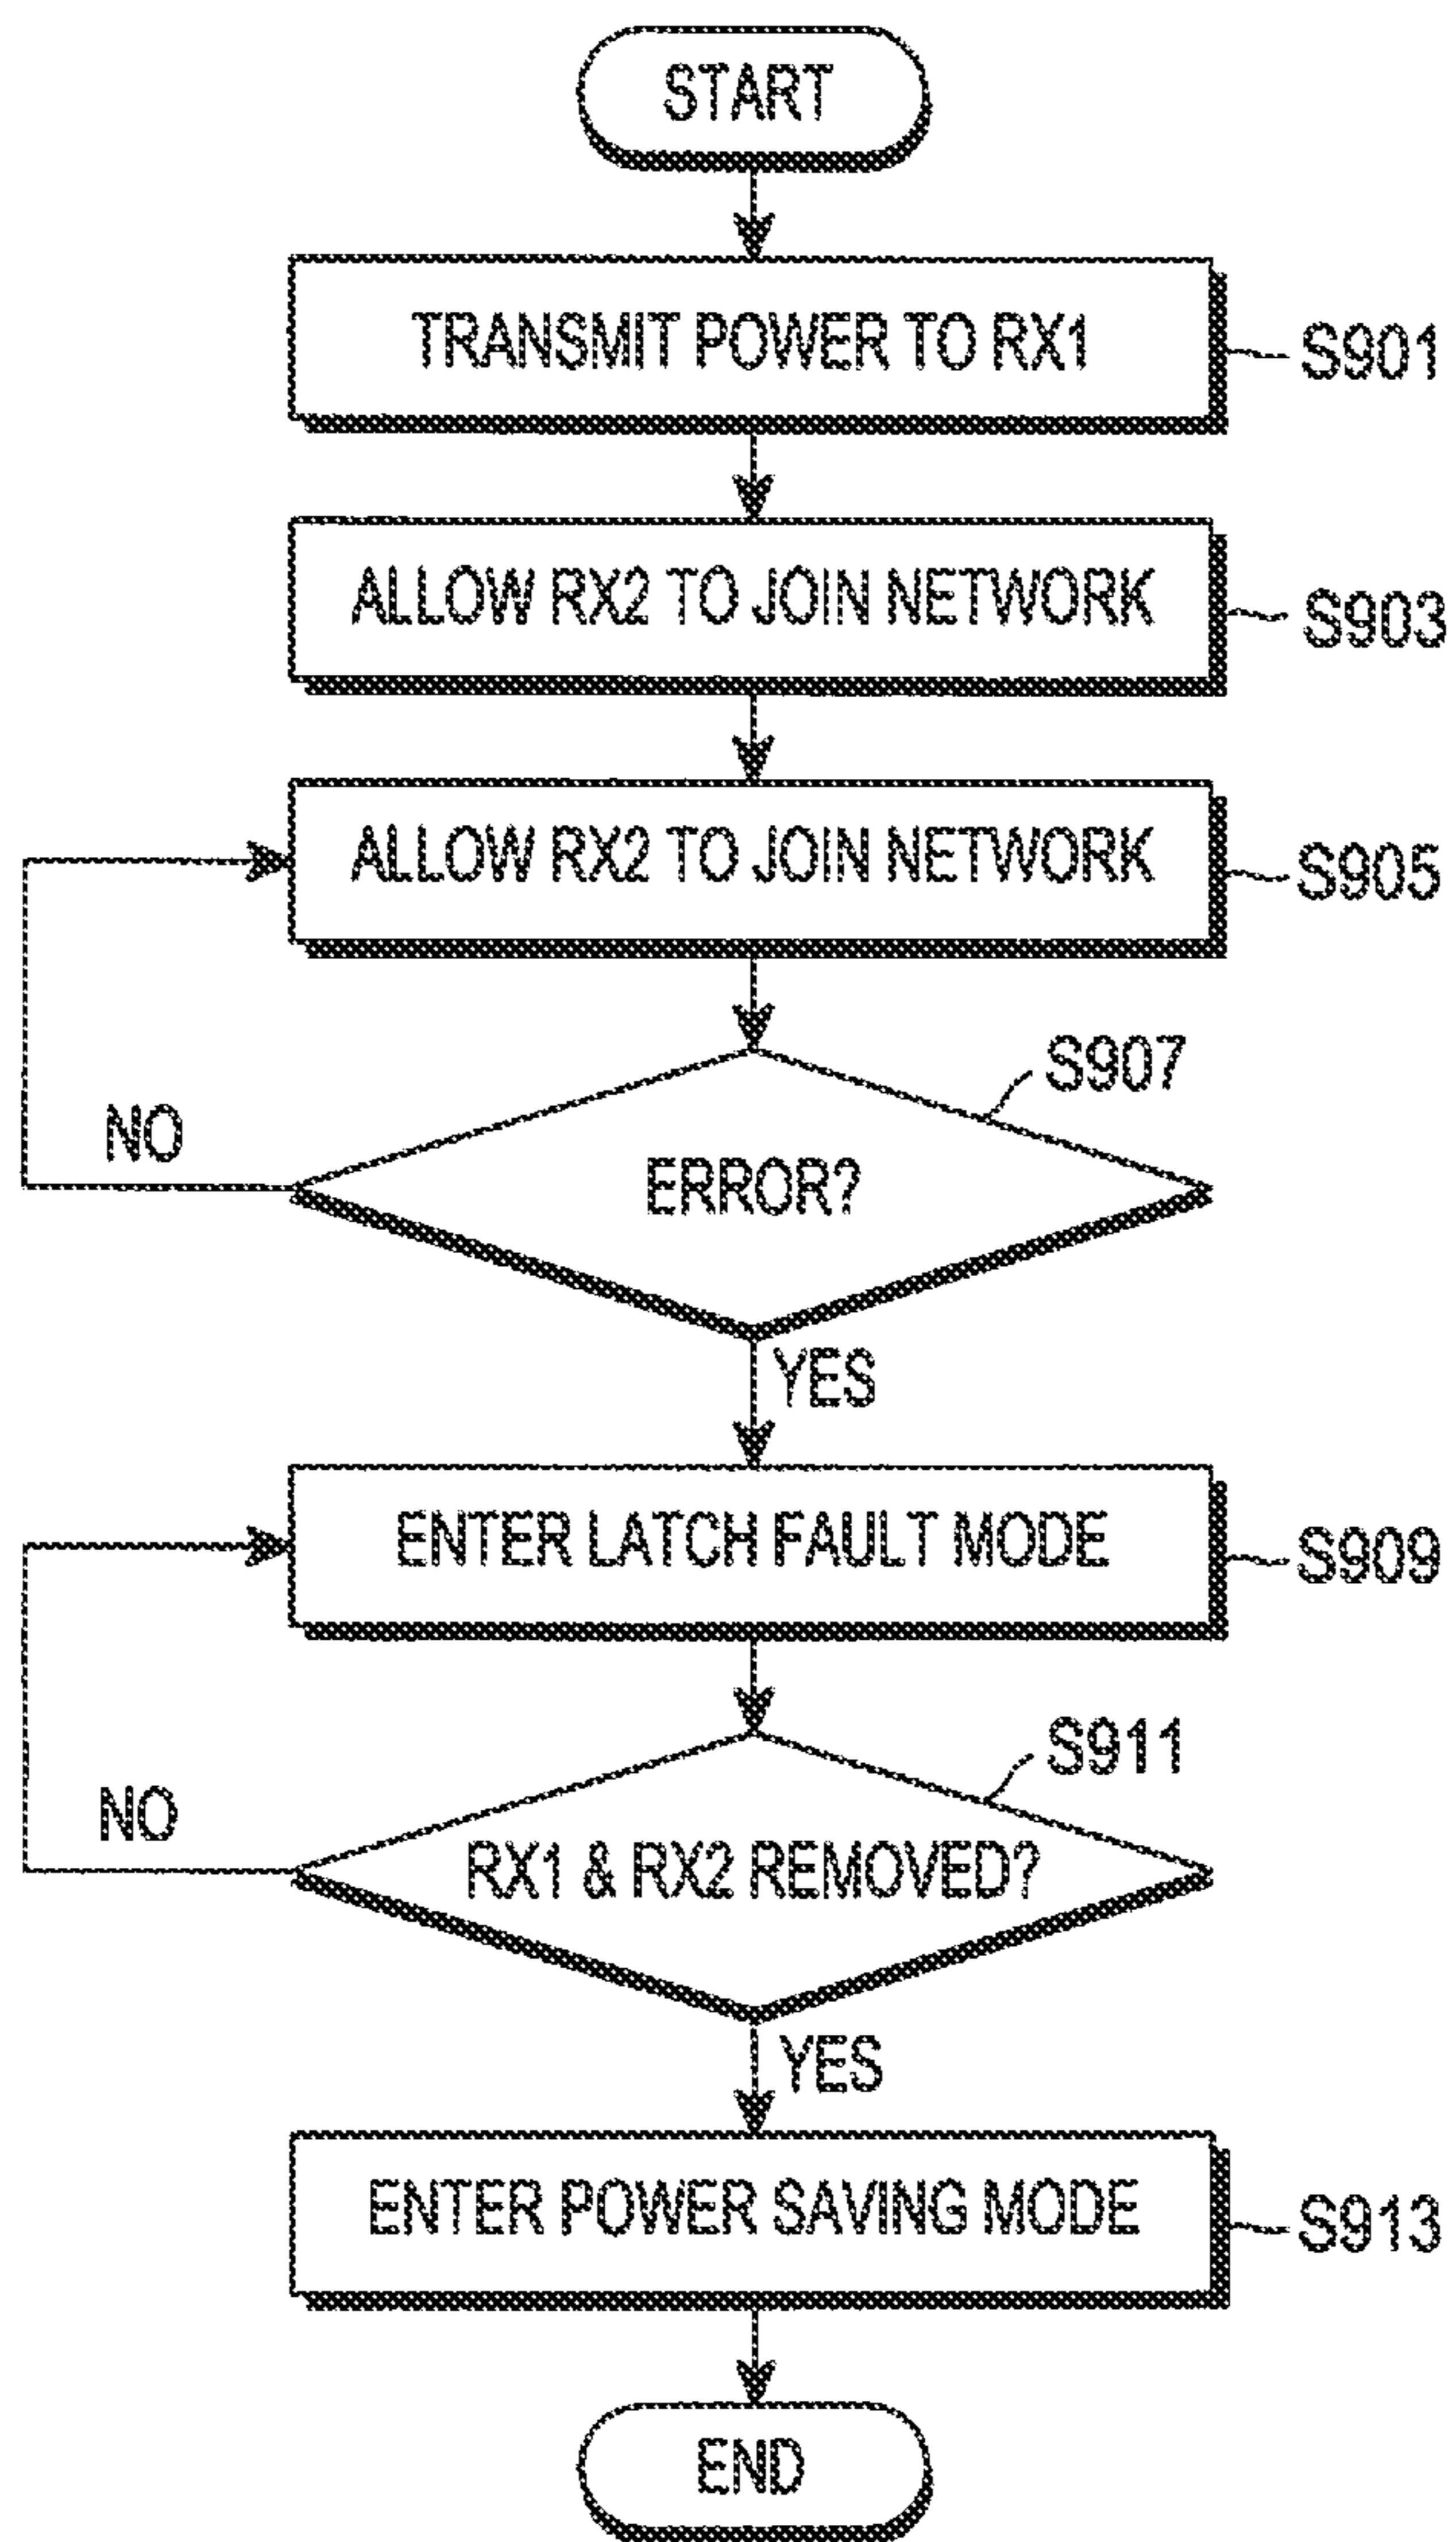 START
TRANSMIT POWER TO RX1
S901
ALLOW RX2 TO JOIN NETWORK
S903
ALLOW RX2 TO JOIN NETWORK
S905
S907
NO
ERROR?
YES
ENTER LATCH FAULT MODE
S909
S911
NO
RX1 & RX2 REMOVED?
YES
ENTER POWER SAVING MODE
S913
END